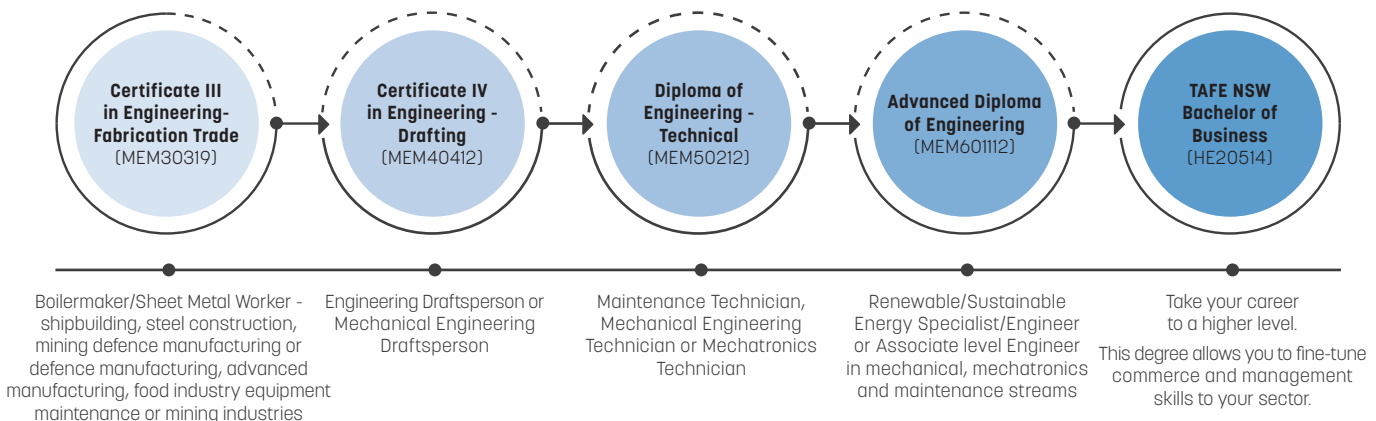 Certificate III
in Engineering-
Fabrication Trade
(MEM30319)
Certificate IV
in Engineering -
Drafting
(MEM40412)
Diploma of
Engineering -
Technical
(MEM50212)
Advanced Diploma
of Engineering
(MEM601112)
TAFE NSW
Bachelor of
Business
(HE20514)
Boilermaker/Sheet Metal Worker -
shipbuilding, steel construction,
mining defence manufacturing or
defence manufacturing, advanced
manufacturing, food industry equipment
maintenance or mining industries
Engineering Draftsperson or
Mechanical Engineering
Draftsperson
Maintenance Technician,
Mechanical Engineering
Technician or Mechatronics
Technician
Renewable/Sustainable
Energy Specialist/Engineer
or Associate level Engineer
in mechanical, mechatronics
and maintenance streams
Take your career
to a higher level.
This degree allows you to fine-tune
commerce and management
skills to your sector.